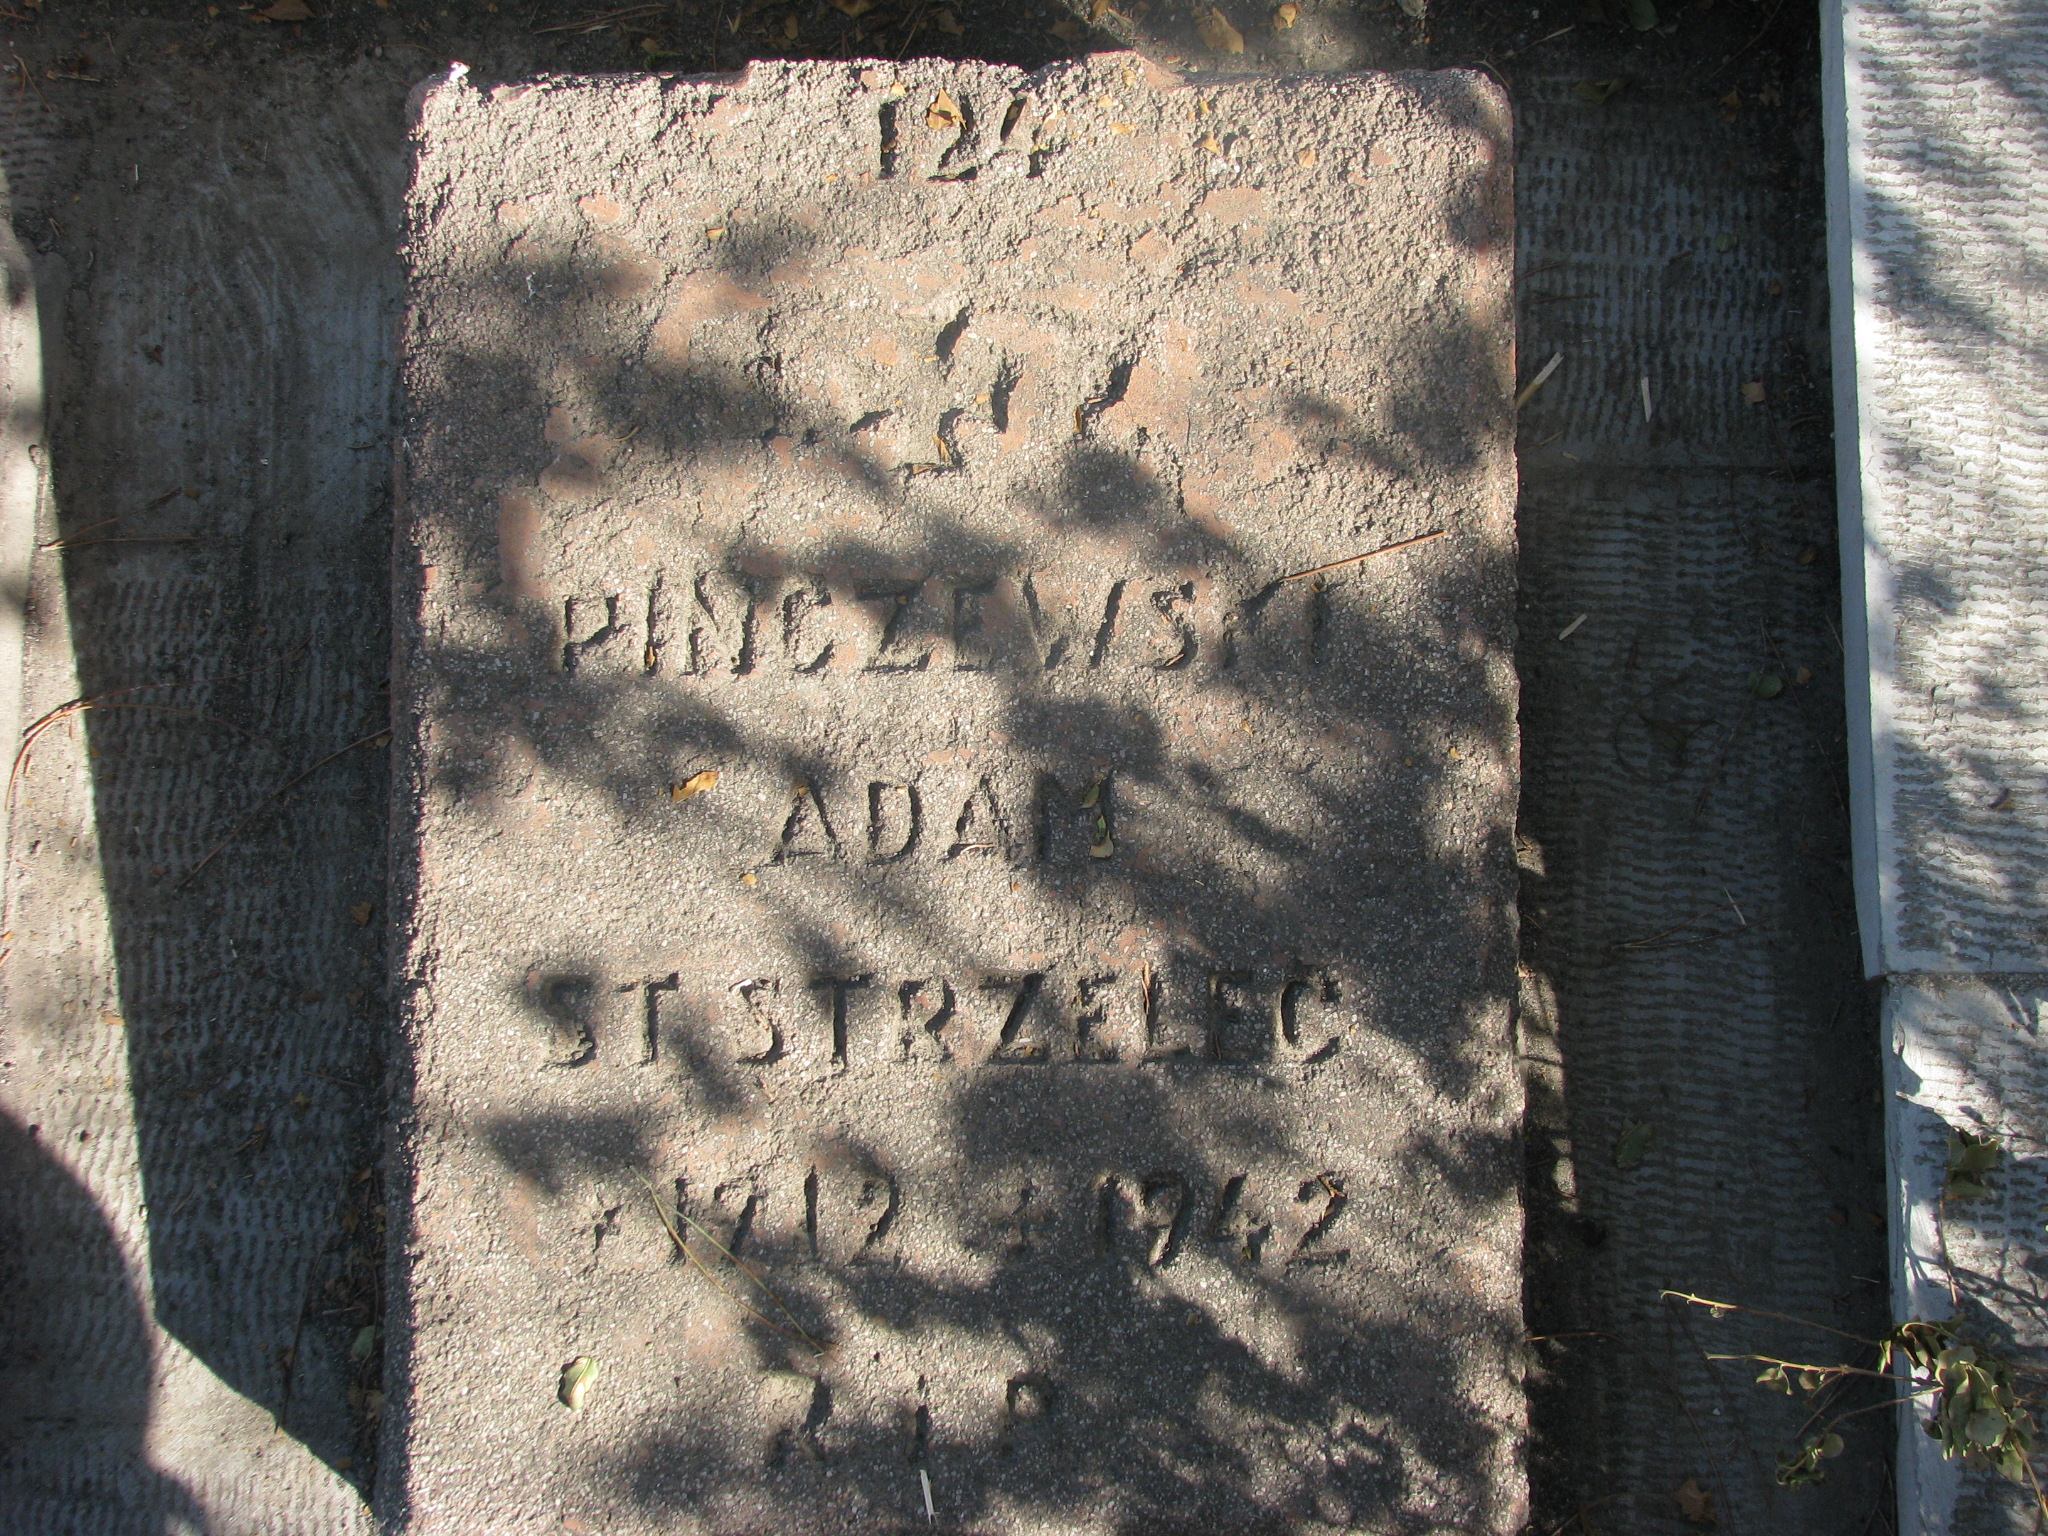 124
PINCZEWSKI
ADAM
ST STRZELEC
* 1912 + 1942